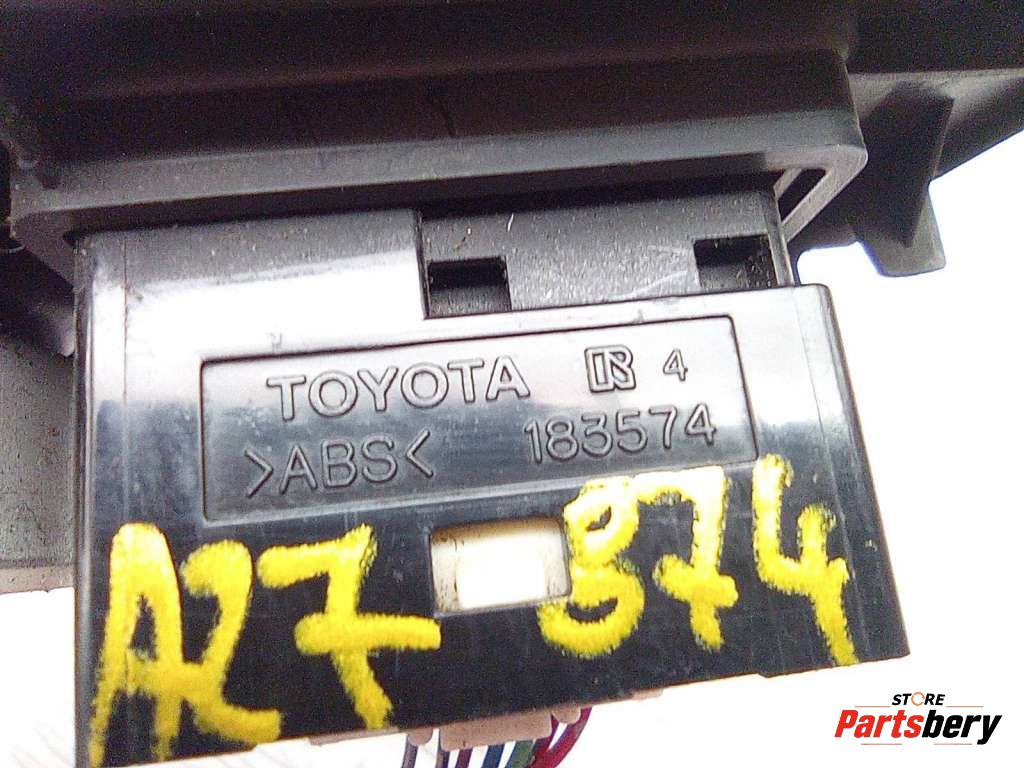 TOYOTA R 4
>ABS< 183574
A27 874
STORE
Partsbery